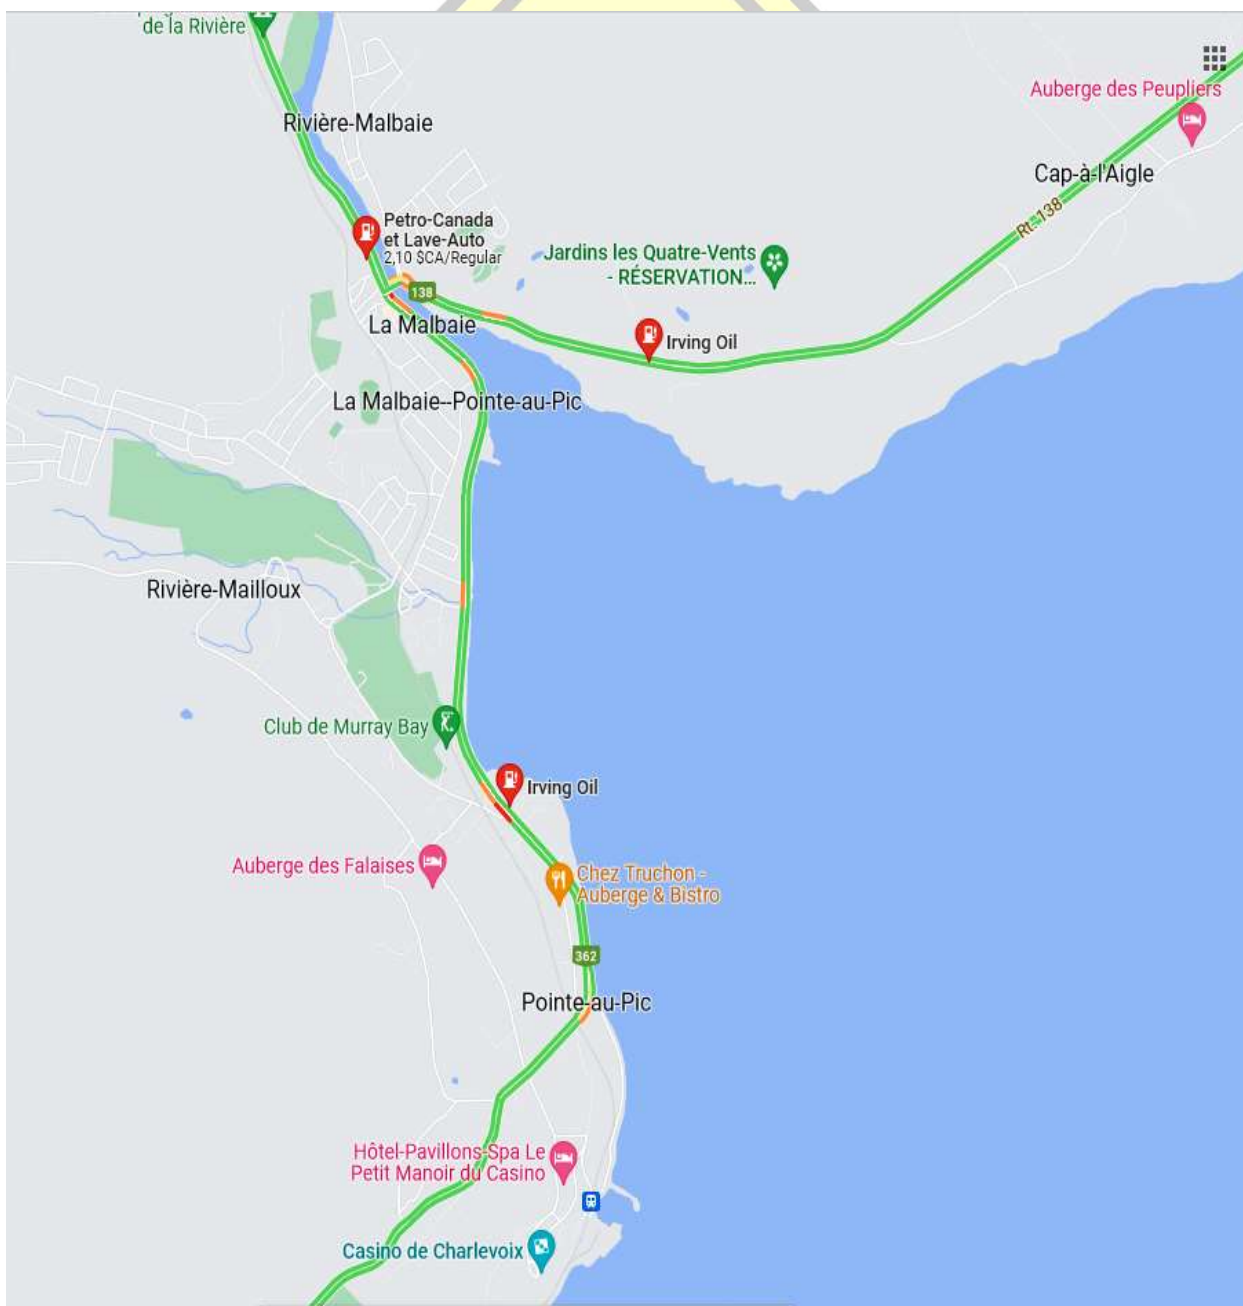 de la Rivière
Auberge des Peupliers
Rivière-Malbaie
Cap-à-l'Aigle
Rt. 138
Petro-Canada
et Lave-Auto
2,10 $CA/Regular
Jardins les Quatre-Vents
- RÉSERVATION...
138
La Malbaie
Irving Oil
La Malbaie--Pointe-au-Pic
Rivière-Mailloux
Club de Murray Bay
Irving Oil
Auberge des Falaises
Chez Truchon -
Auberge & Bistro
362
Pointe-au-Pic
Hôtel-Pavillons-Spa Le
Petit Manoir du Casino
Casino de Charlevoix